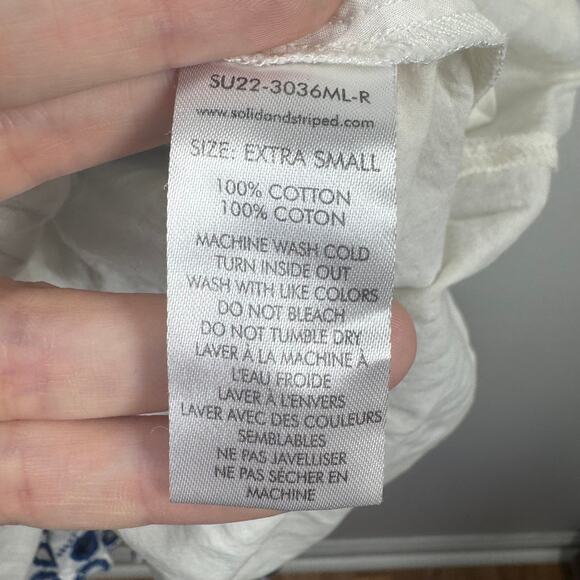 SU22-3036ML-R
www.solidandstriped.com
SIZE: EXTRA SMALL
100% COTTON
100% COTON
MACHINE WASH COLD
TURN INSIDE OUT
WASH WITH LIKE COLORS
DO NOT BLEACH
DO NOT TUMBLE DRY
LAVER À LA MACHINE À
L'EAU FROIDE
LAVER À L'ENVERS
LAVER AVEC DES COULEURS
SEMBLABLES
NE PAS JAVELLISER
NE PAS SÉCHER EN
MACHINE